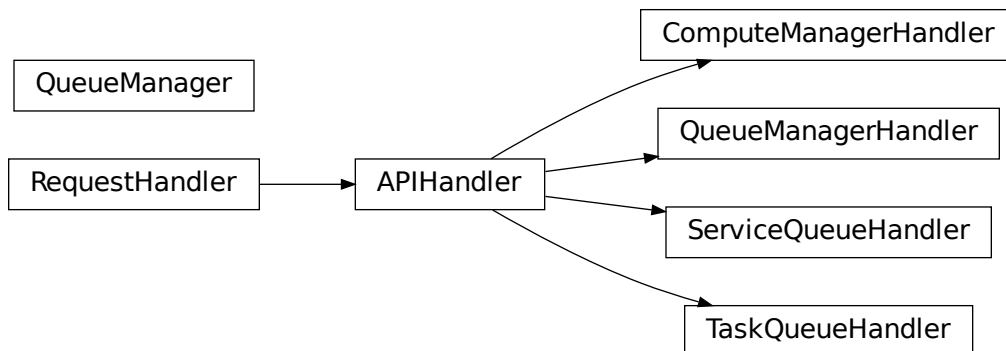 QueueManager
RequestHandler
APIHandler
ComputeManagerHandler
QueueManagerHandler
ServiceQueueHandler
TaskQueueHandler